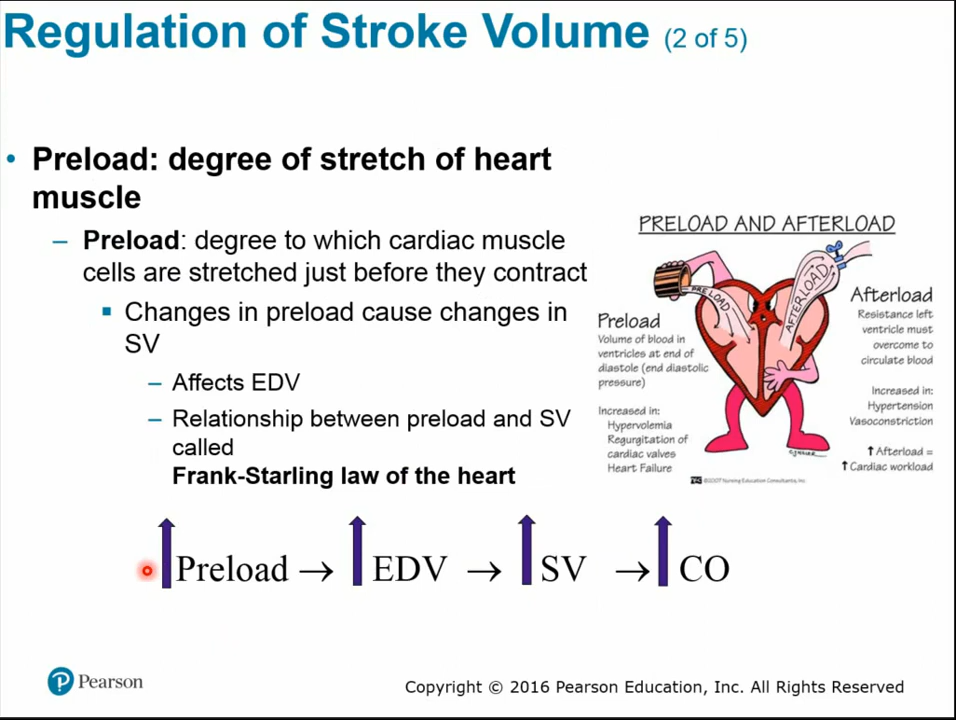 Regulation of Stroke Volume (2 of 5)
• Preload: degree of stretch of heart
muscle
– Preload: degree to which cardiac muscle
cells are stretched just before they contract
▪ Changes in preload cause changes in
SV
– Affects EDV
– Relationship between preload and SV
called
Frank-Starling law of the heart
PRELOAD AND AFTERLOAD
PRELOAD
AFTERLOAD
Preload
Volume of blood in
ventricles at end of
diastole (end diastolic
pressure)
Increased in:
Hypervolemia
Regurgitation of
cardiac valves
Heart Failure
Afterload
Resistance left
ventricle must
overcome to
circulate blood
Increased in:
Hypertension
Vasoconstriction
↑ Afterload =
↑ Cardiac workload
©2007 Nursing Education Consultants, Inc.
↑ Preload → ↑ EDV → ↑ SV → ↑ CO
P Pearson
Copyright © 2016 Pearson Education, Inc. All Rights Reserved